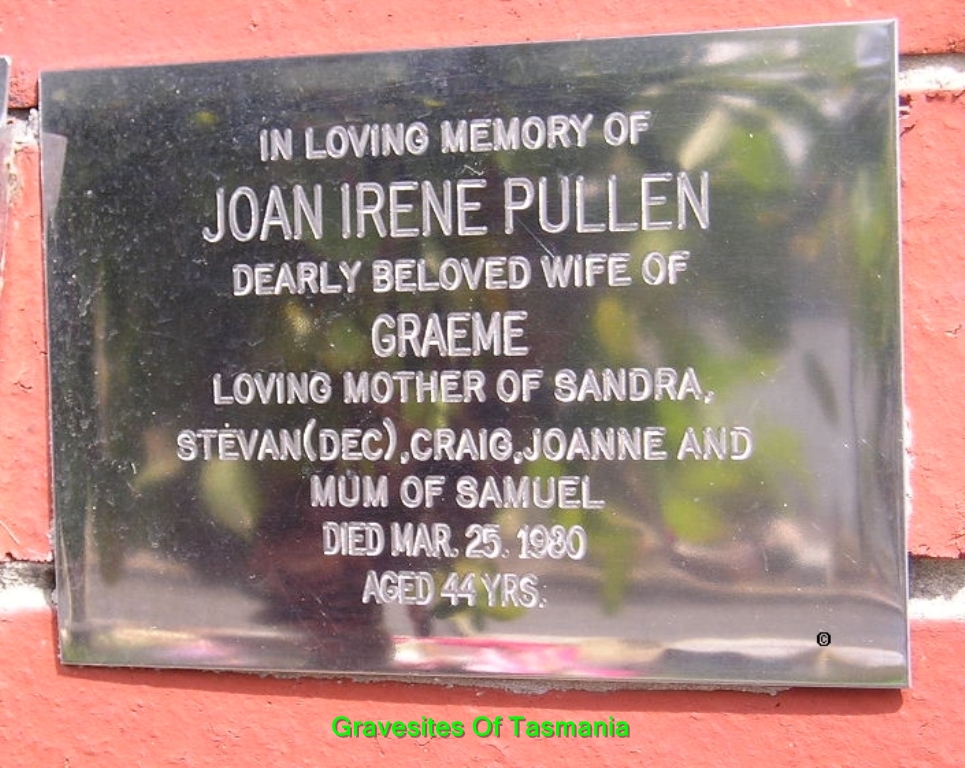 IN LOVING MEMORY OF
JOAN IRENE PULLEN
DEARLY BELOVED WIFE OF
GRAEME
LOVING MOTHER OF SANDRA,
STEVAN(DEC),CRAIG,JOANNE AND
MUM OF SAMUEL
DIED MAR. 25. 1980
AGED 44 YRS.
©
Gravesites Of Tasmania